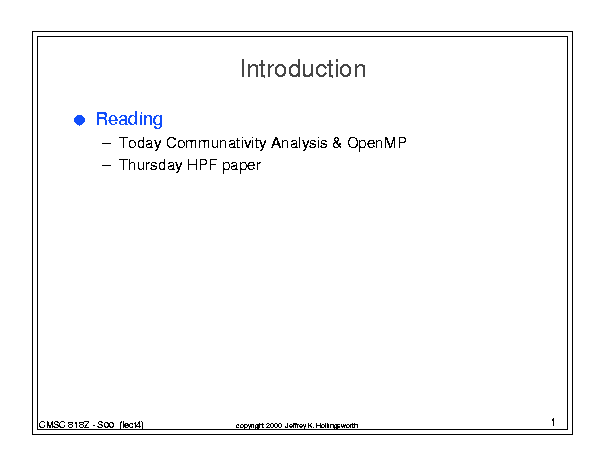 Introduction
Reading
– Today Communativity Analysis & OpenMP
– Thursday HPF paper
CMSC 818Z - S00 (lect4)
copyright 2000 Jeffrey K. Hollingsworth
1